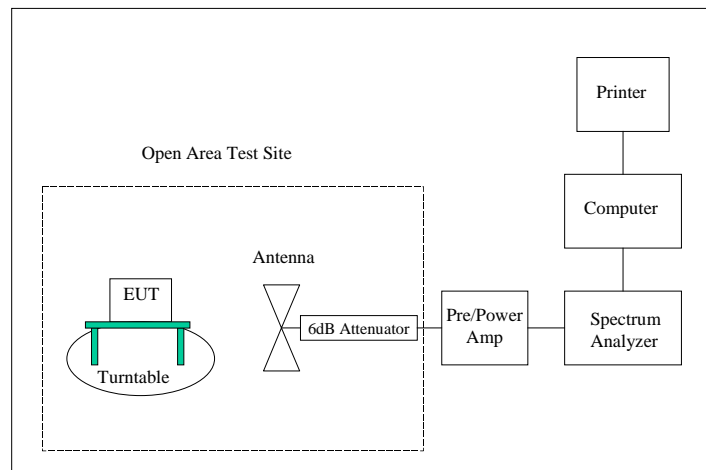 Printer
Open Area Test Site
Computer
Antenna
EUT
6dB Attenuator
Pre/Power
Amp
Spectrum
Analyzer
Turntable